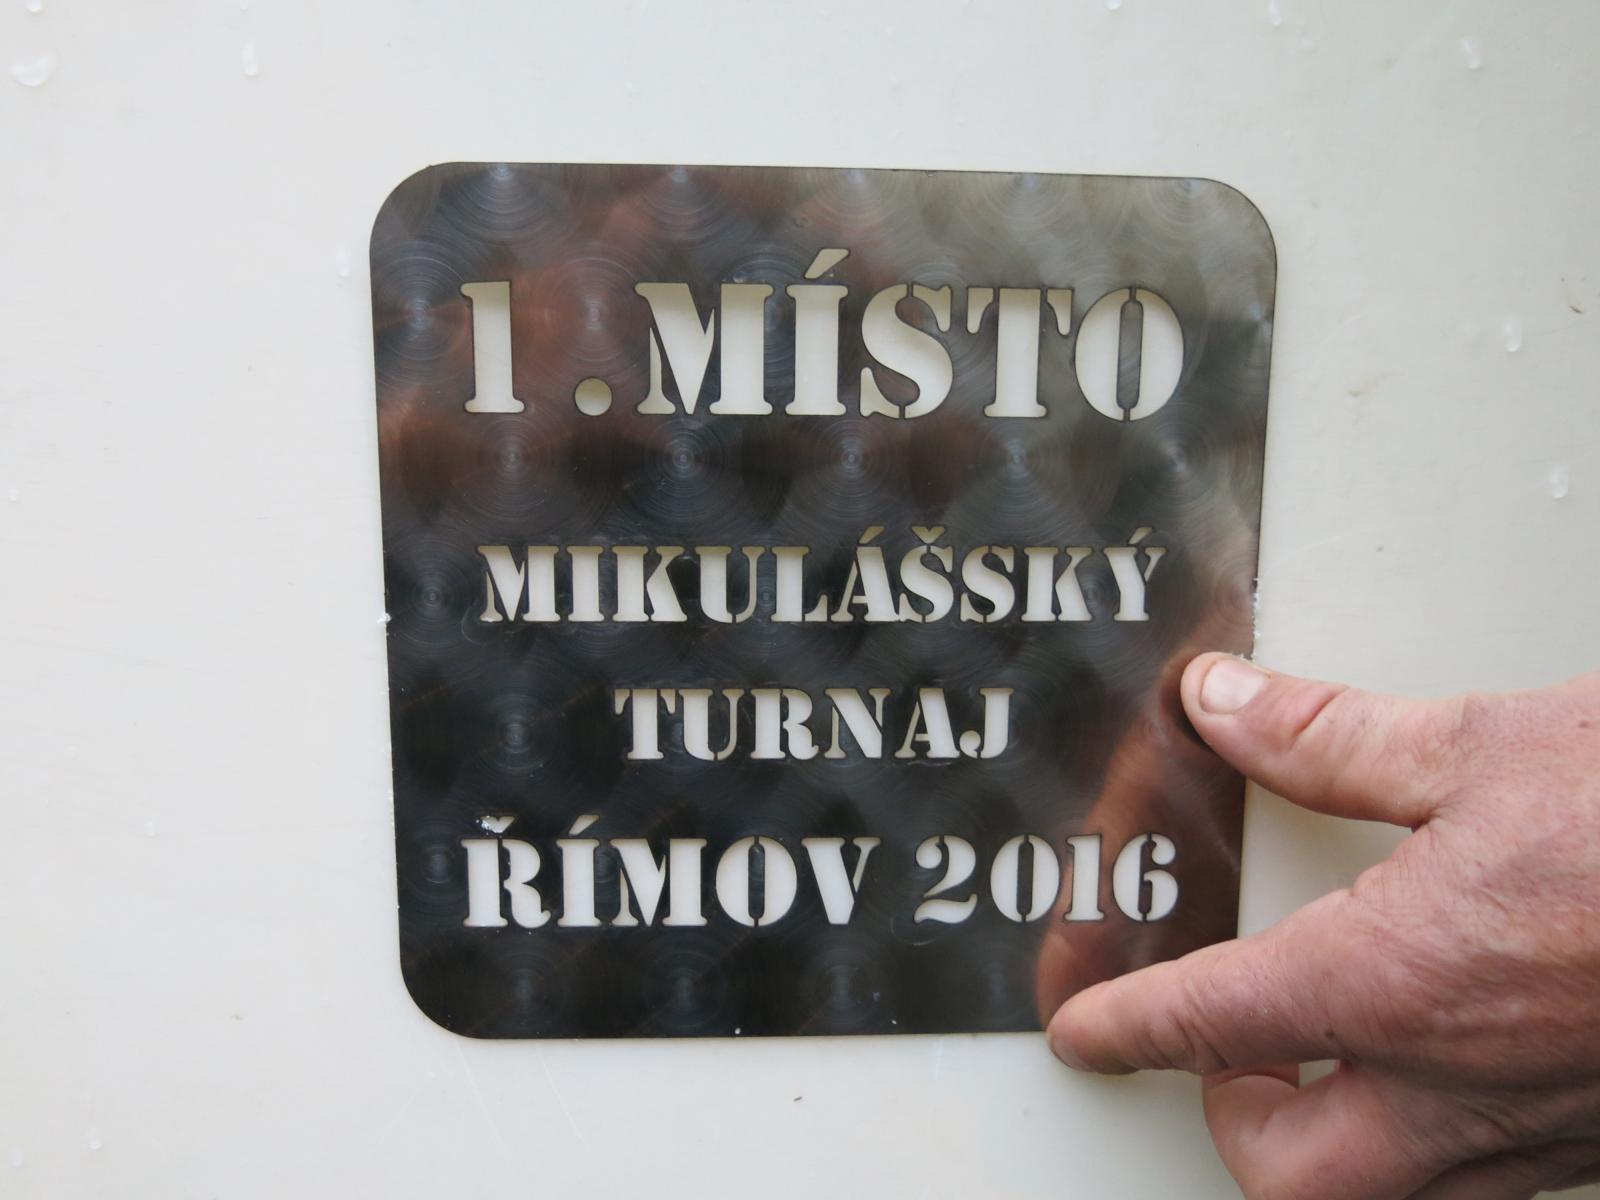 1.MÍSTO
MIKULÁŠSKÝ
TURNAJ
ŘÍMOV 2016